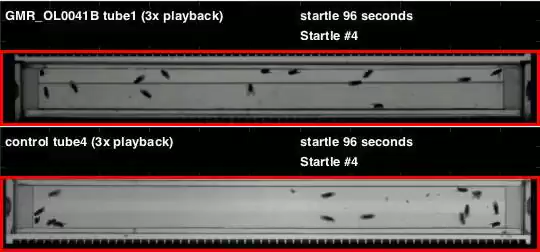 GMR_OL0041B tube1 (3x playback)
startle 96 seconds
Startle #4
control tube4 (3x playback)
startle 96 seconds
Startle #4